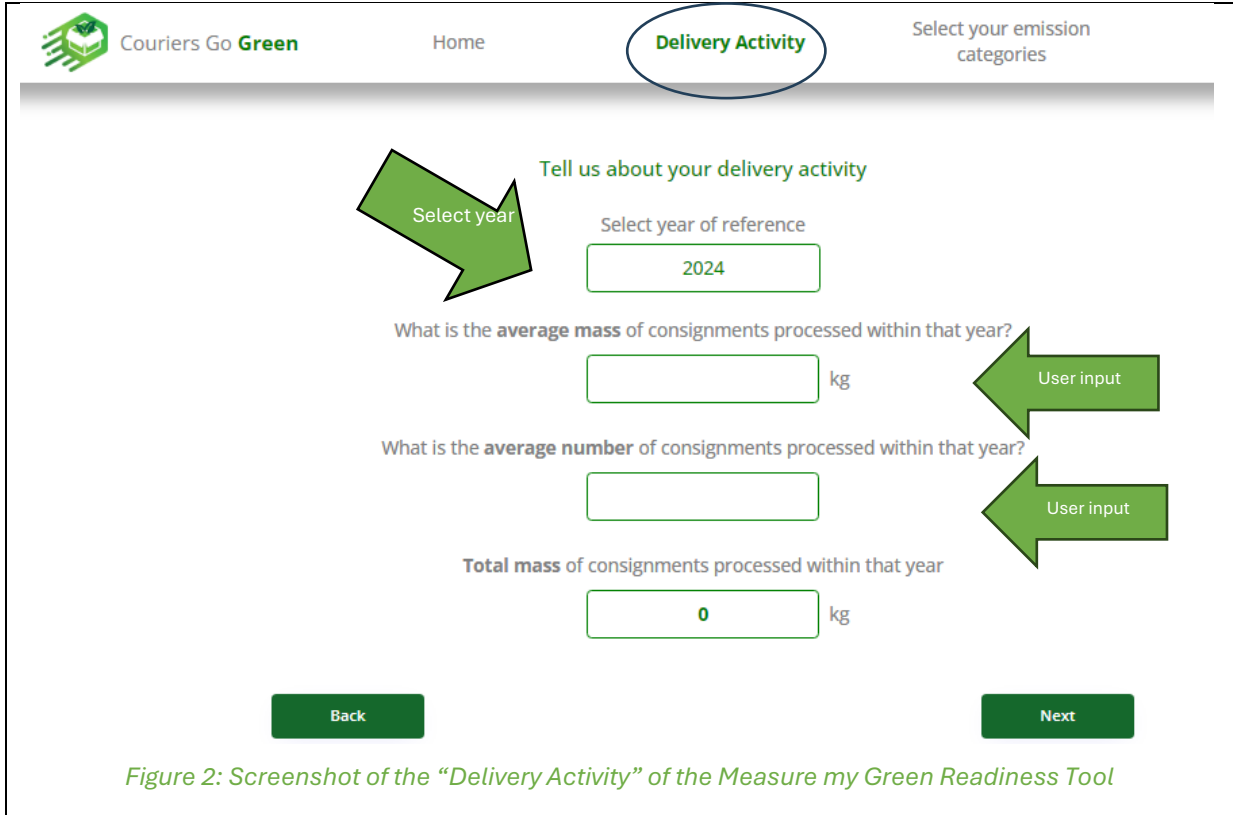 Couriers Go Green
Home
Delivery Activity
Select your emission
categories
Tell us about your delivery activity
Select year
Select year of reference
2024
What is the average mass of consignments processed within that year?
kg
User input
What is the average number of consignments processed within that year?
User input
Total mass of consignments processed within that year
0
kg
Back
Next
Figure 2: Screenshot of the “Delivery Activity” of the Measure my Green Readiness Tool